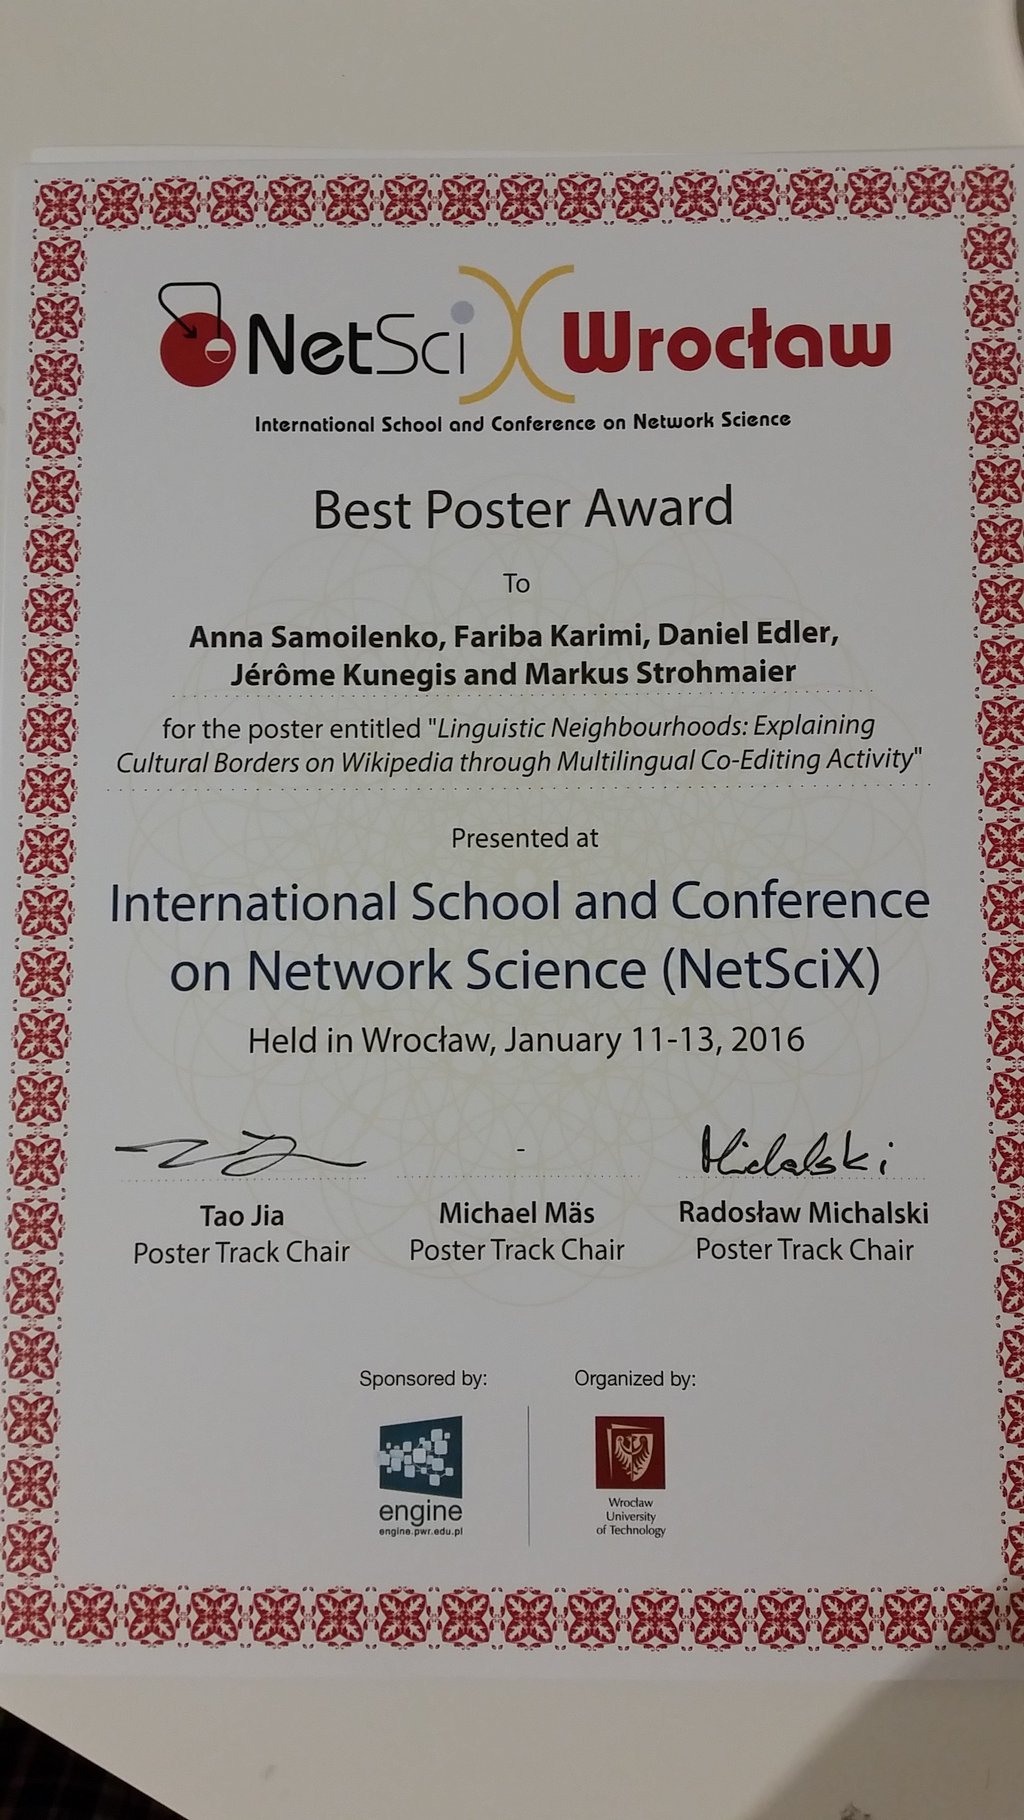 NetSciX Wrocław
International School and Conference on Network Science
Best Poster Award
To
Anna Samoilenko, Fariba Karimi, Daniel Edler,
Jérôme Kunegis and Markus Strohmaier
for the poster entitled "Linguistic Neighbourhoods: Explaining
Cultural Borders on Wikipedia through Multilingual Co-Editing Activity"
Presented at
International School and Conference
on Network Science (NetSciX)
Held in Wrocław, January 11-13, 2016
-
Michalski
Tao Jia
Poster Track Chair
Michael Mäs
Poster Track Chair
Radosław Michalski
Poster Track Chair
Sponsored by:
engine
engine.pwr.edu.pl
Organized by:
Wrocław
University
of Technology